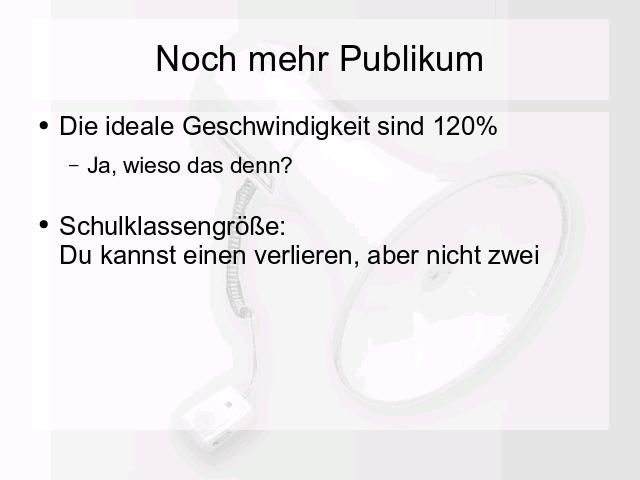 Noch mehr Publikum
● Die ideale Geschwindigkeit sind 120%
– Ja, wieso das denn?
● Schulklassengröße:
Du kannst einen verlieren, aber nicht zwei